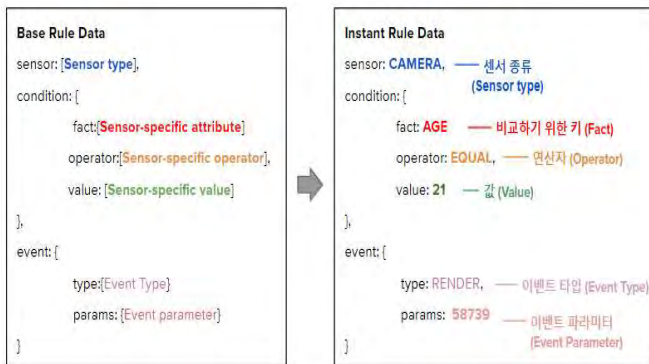 Base Rule Data
sensor: [Sensor type],
condition: {
fact:[Sensor-specific attribute]
operator:[Sensor-specific operator],
value: [Sensor-specific value]
},
event: {
type:{Event Type}
params: {Event parameter}
}
Instant Rule Data
sensor: CAMERA, 센서 종류
(Sensor type)
condition: {
fact: AGE 비교하기 위한 키 (Fact)
operator: EQUAL, 연산자 (Operator)
value: 21 값 (Value)
},
event: {
type: RENDER, 이벤트 타입 (Event Type)
params: 58739 이벤트 파라미터
(Event Parameter)
}